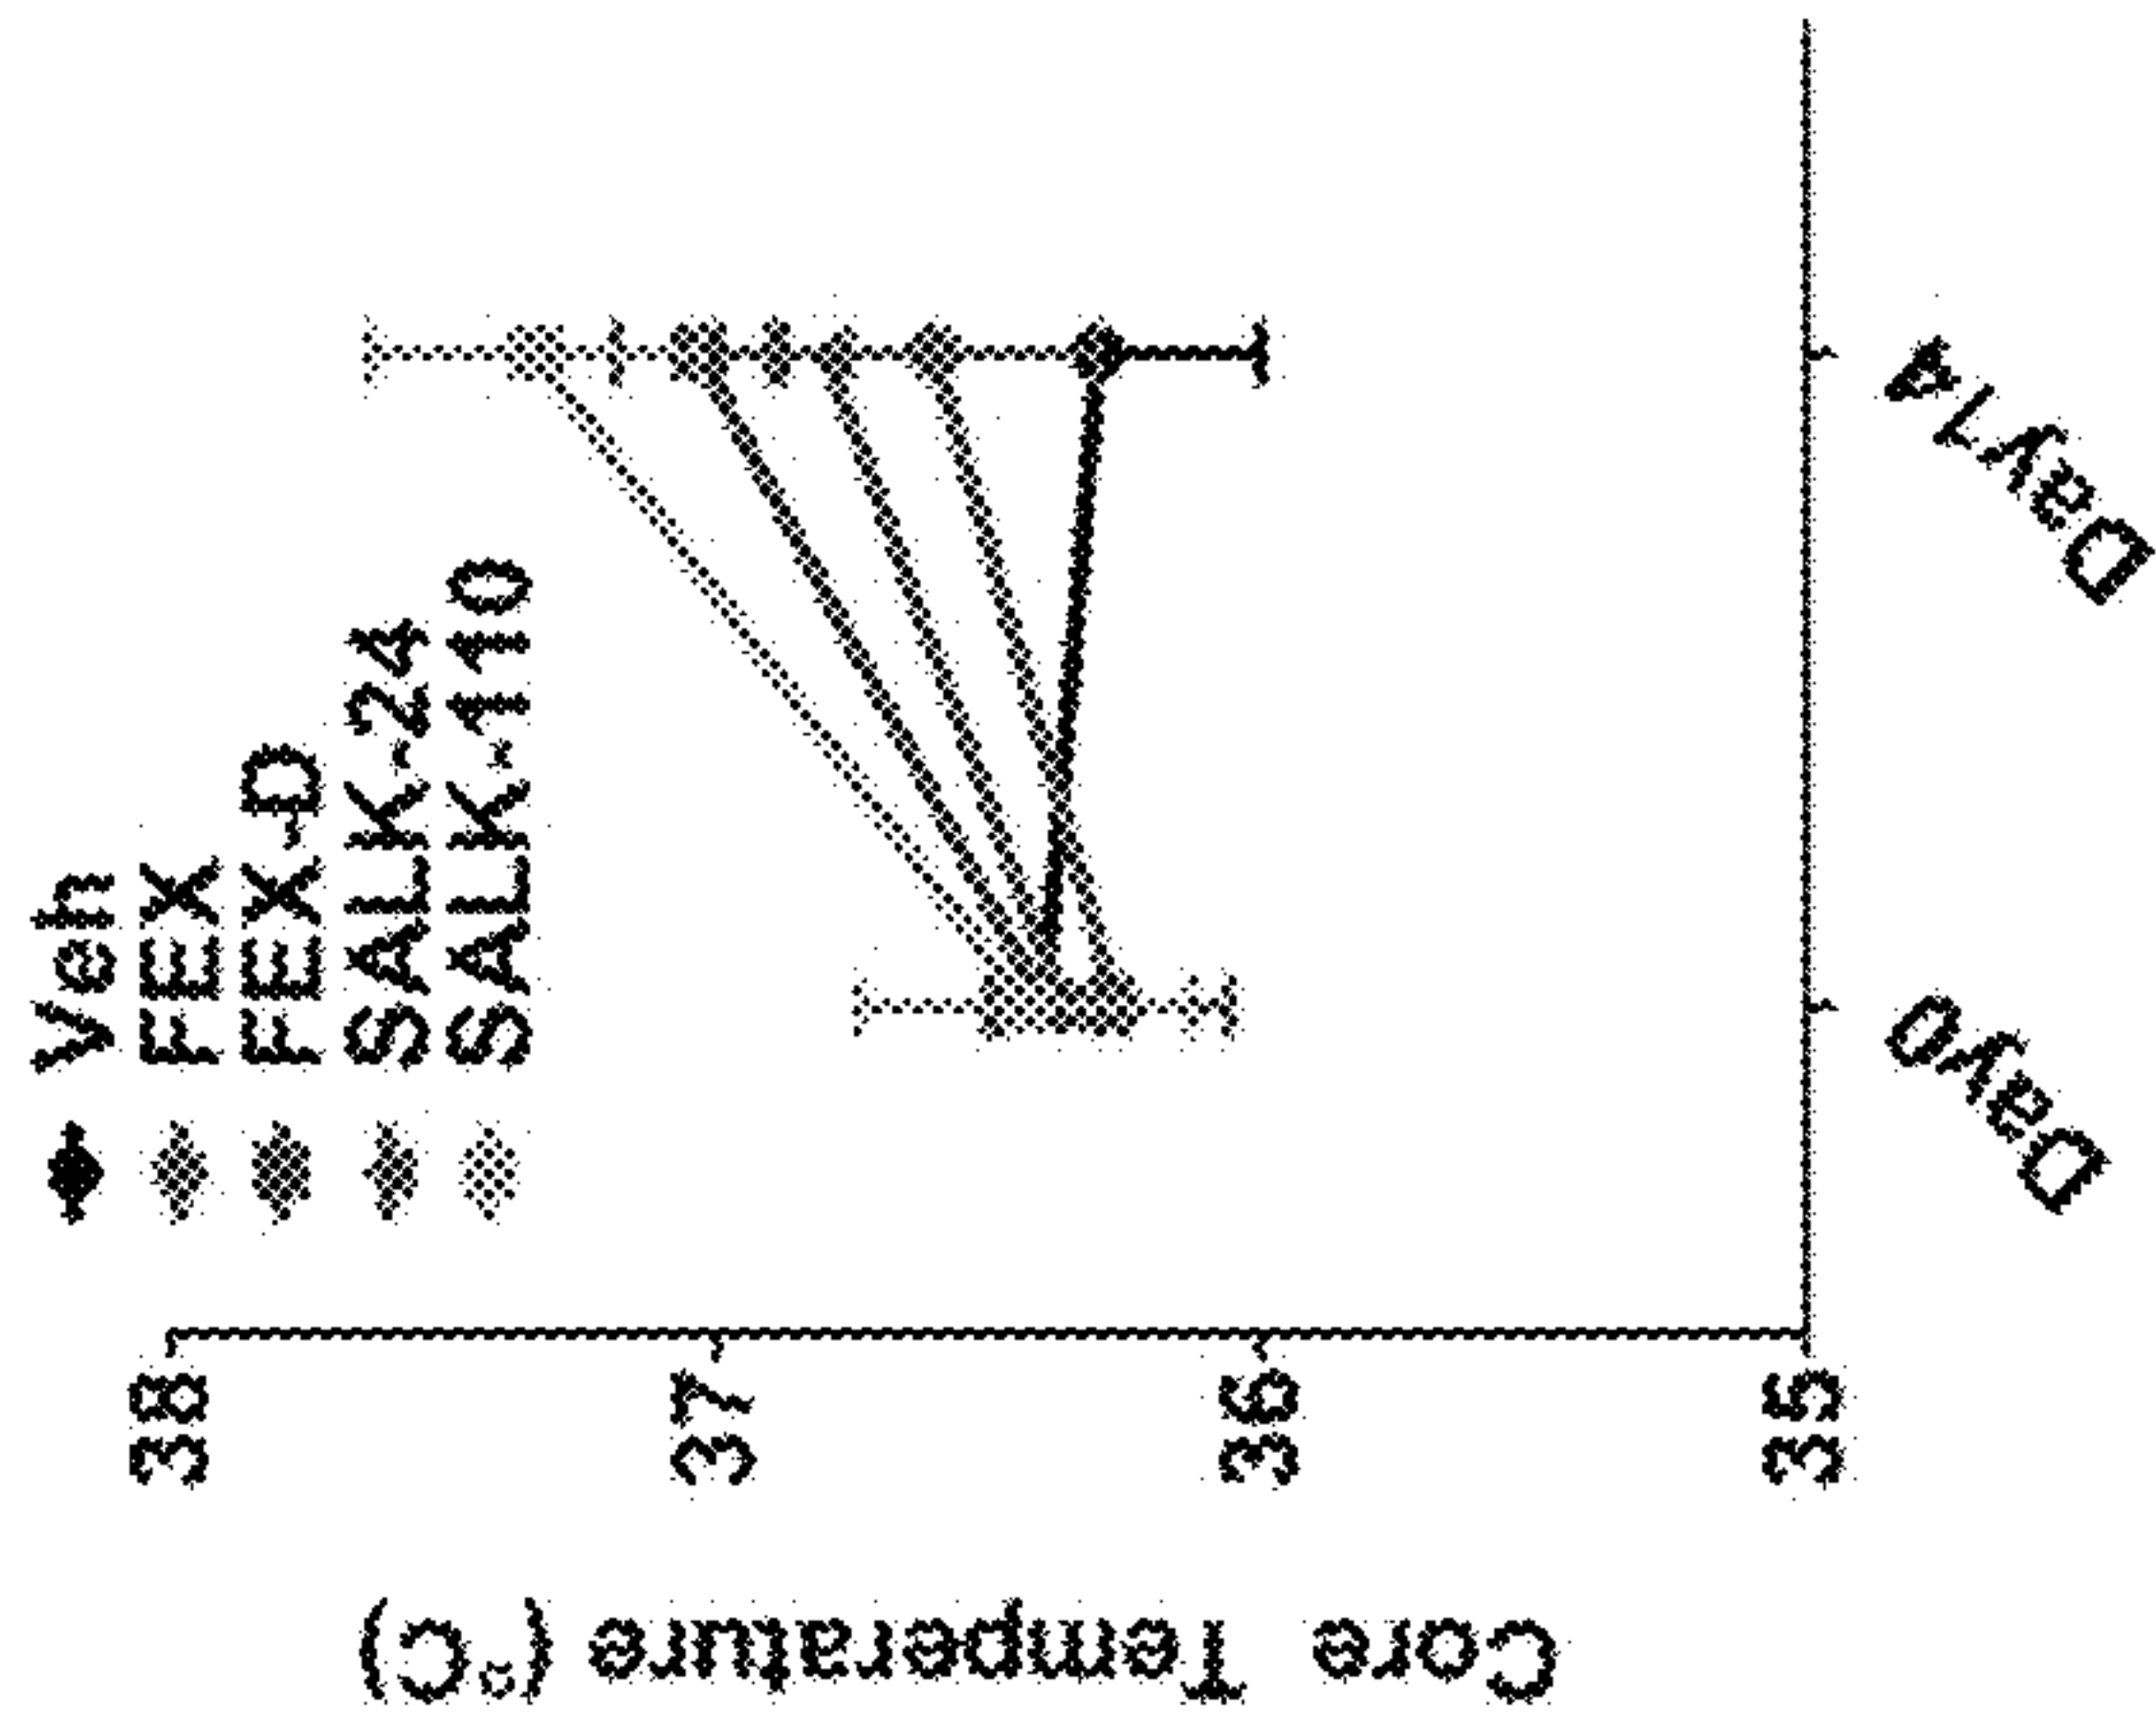 Veh
FEX
FEX-D
SALK-24
SALK-110
38
37
36
35
Core Temperature (°C)
Day0
Day14